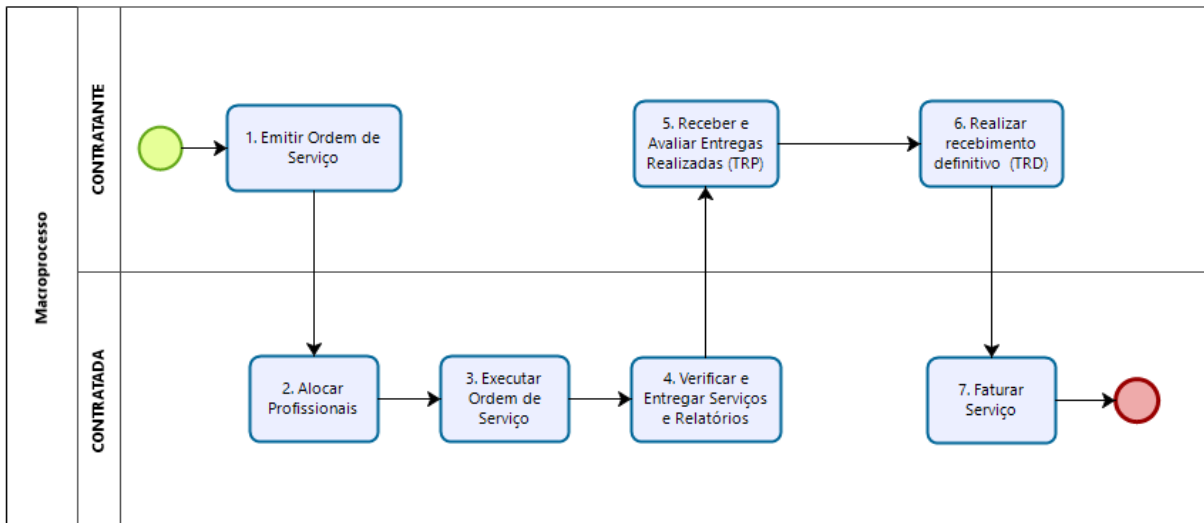 Macroprocesso
CONTRATANTE
1. Emitir Ordem de
Serviço
5. Receber e
Avaliar Entregas
Realizadas (TRP)
6. Realizar
recebimento
definitivo (TRD)
CONTRATADA
2. Alocar
Profissionais
3. Executar
Ordem de
Serviço
4. Verificar e
Entregar Serviços
e Relatórios
7. Faturar
Serviço